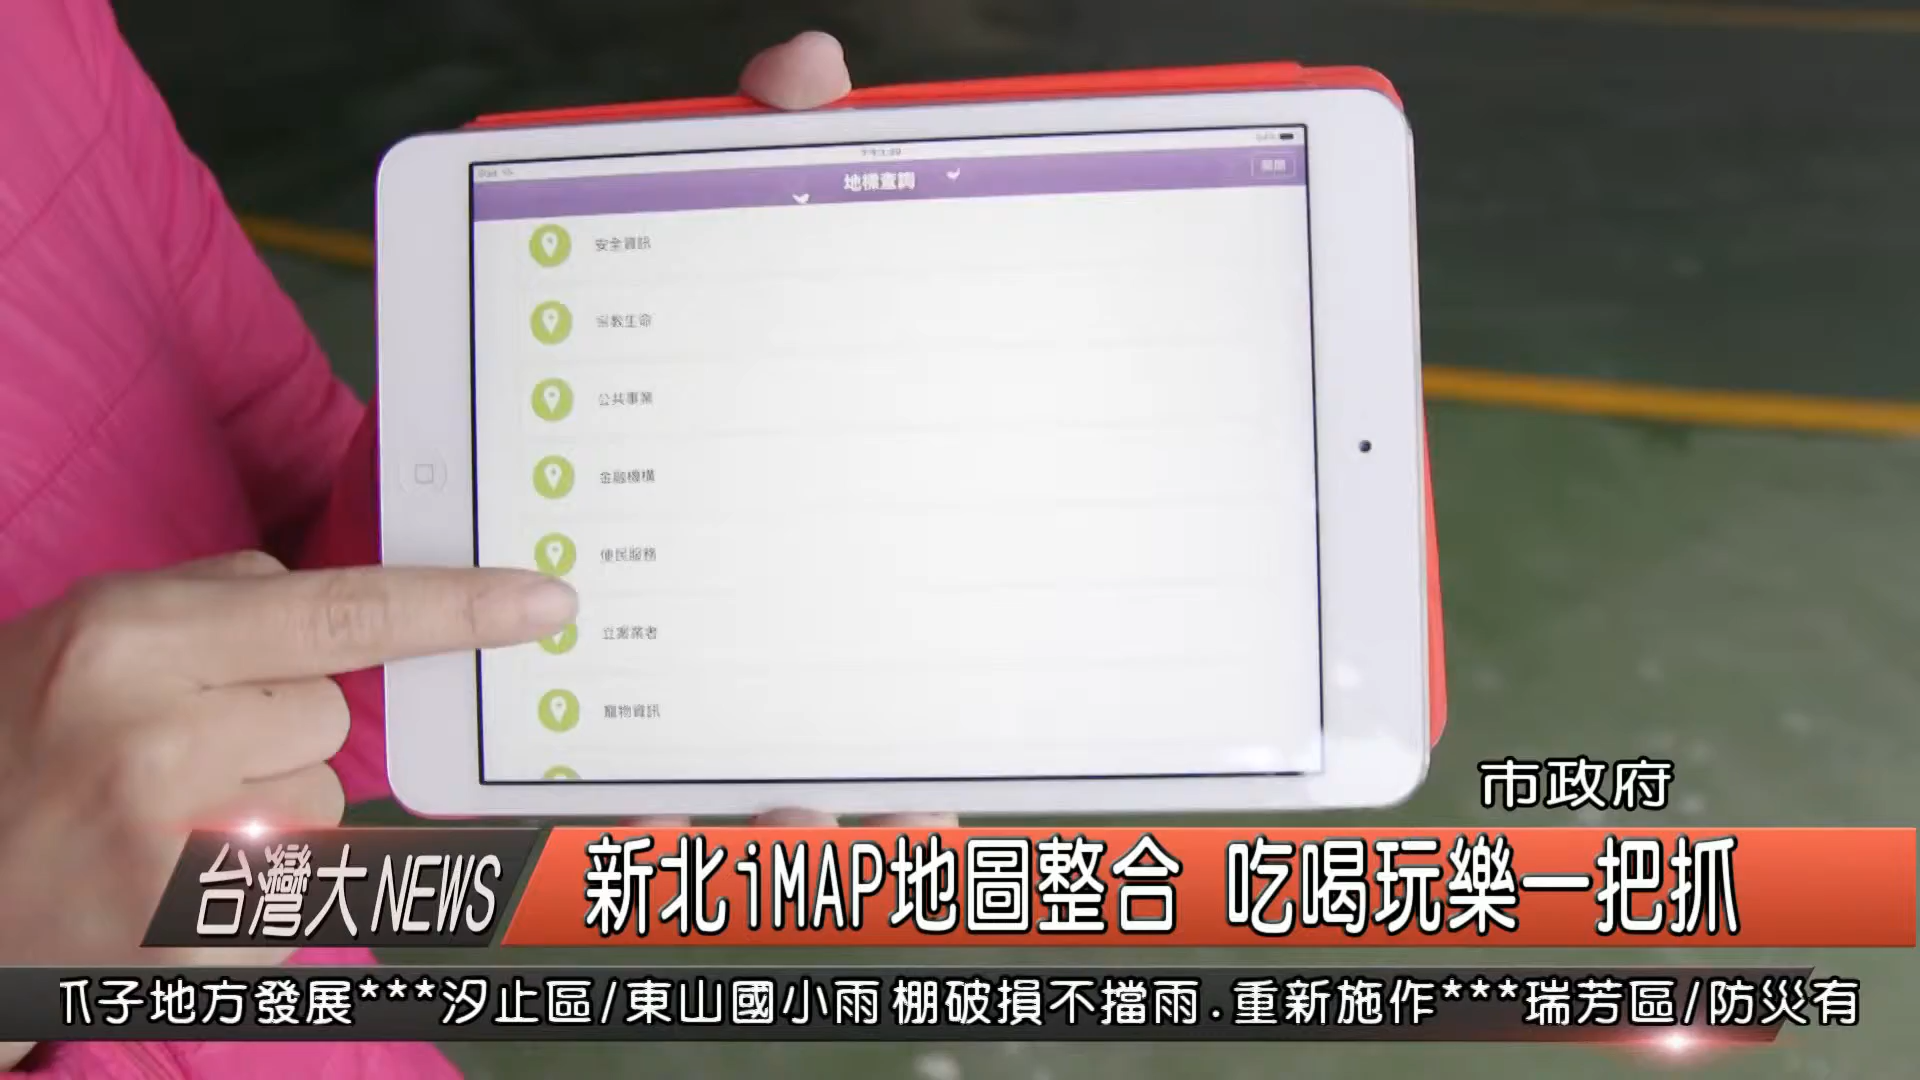 地標查詢
安全資訊
宗教生命
公共事業
金融機構
便民服務
立案業者
寵物資訊
市政府
台灣大NEWS
新北iMAP地圖整合 吃喝玩樂一把抓
爪子地方發展***汐止區/東山國小雨棚破損不擋雨.重新施作***瑞芳區/防災有